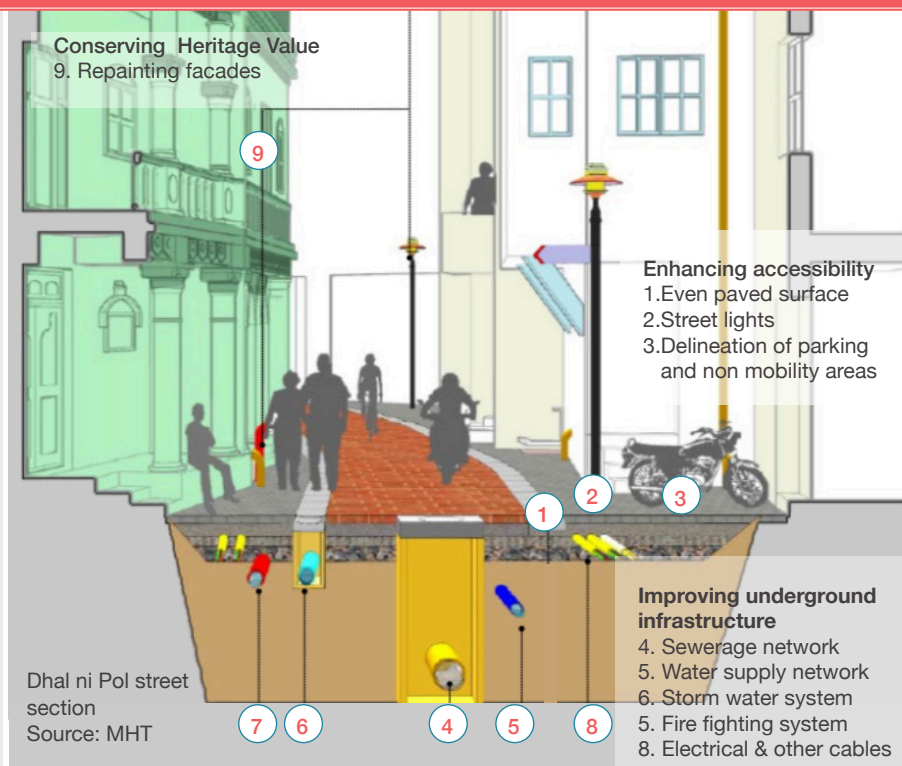 Conserving Heritage Value
9. Repainting facades
9
Enhancing accessibility
1.Even paved surface
2.Street lights
3.Delineation of parking
and non mobility areas
2
3
1
Improving underground
infrastructure
4. Sewerage network
5. Water supply network
6. Storm water system
5. Fire fighting system
8. Electrical & other cables
Dhal ni Pol street
section
Source: MHT
7 6 4 5 8